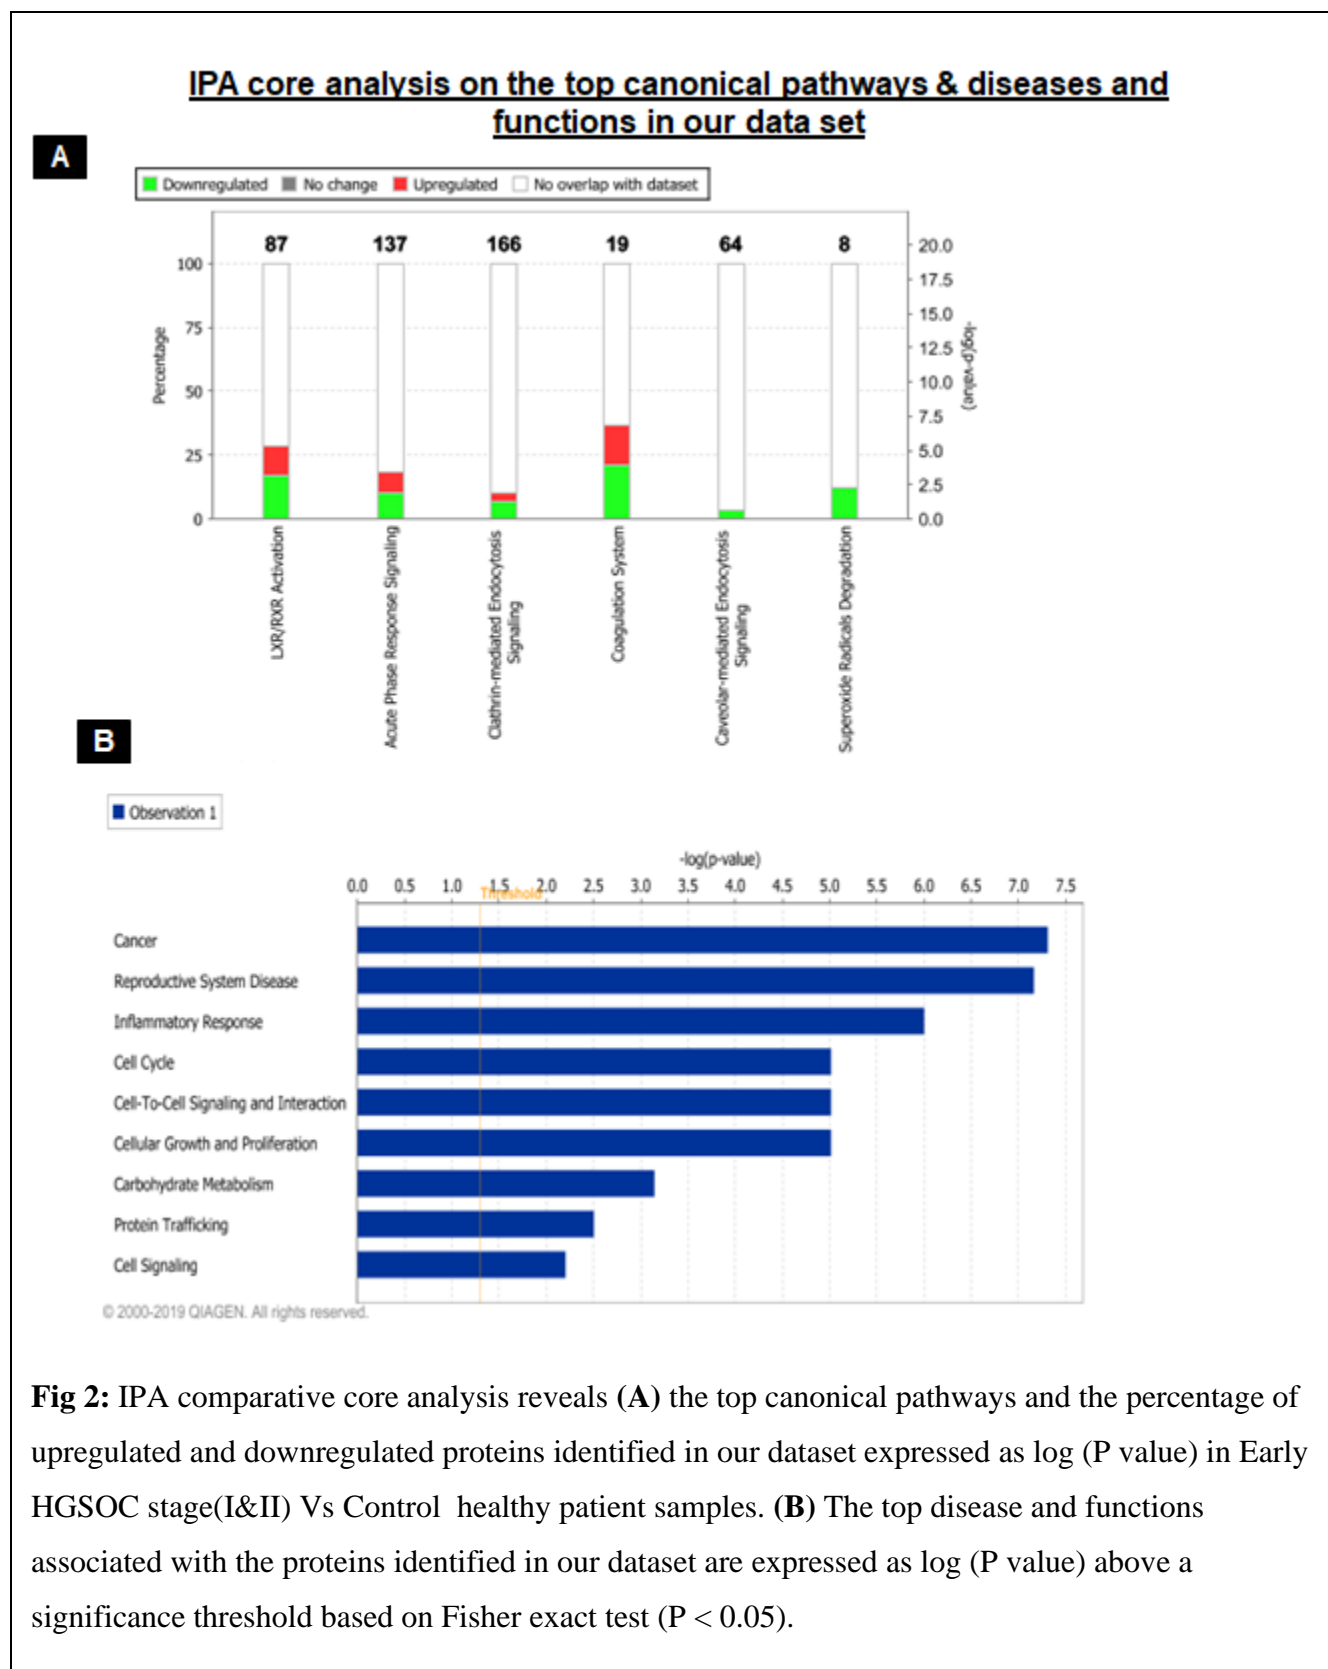 IPA core analysis on the top canonical pathways & diseases and
functions in our data set
A
Downregulated No change Upregulated No overlap with dataset
87 137 166 19 64 8
Percentage
100
75
50
25
0
20.0
17.5
15.0
12.5
10.0
7.5
5.0
2.5
0.0
-log(p-value)
LXR/RXR Activation
Acute Phase Response Signaling
Clathrin-mediated Endocytosis
Signaling
Coagulation System
Caveolar-mediated Endocytosis
Signaling
Superoxide Radicals Degradation
B
Observation 1
-log(p-value)
0.0 0.5 1.0 1.5 2.0 2.5 3.0 3.5 4.0 4.5 5.0 5.5 6.0 6.5 7.0 7.5
Threshold
Cancer
Reproductive System Disease
Inflammatory Response
Cell Cycle
Cell-To-Cell Signaling and Interaction
Cellular Growth and Proliferation
Carbohydrate Metabolism
Protein Trafficking
Cell Signaling
© 2000-2019 QIAGEN. All rights reserved.
Fig 2: IPA comparative core analysis reveals (A) the top canonical pathways and the percentage of
upregulated and downregulated proteins identified in our dataset expressed as log (P value) in Early
HGSOC stage(I&II) Vs Control healthy patient samples. (B) The top disease and functions
associated with the proteins identified in our dataset are expressed as log (P value) above a
significance threshold based on Fisher exact test (P < 0.05).